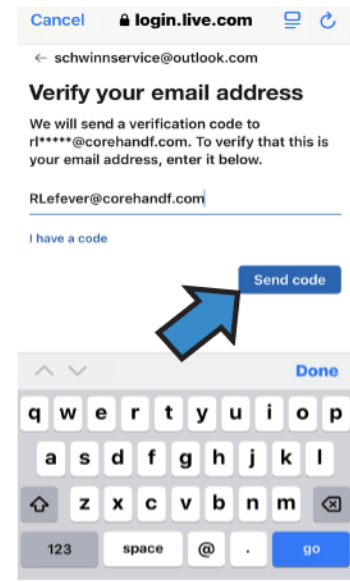 Cancel login.live.com
← schwinnservice@outlook.com
Verify your email address
We will send a verification code to
rl*****@corehandf.com. To verify that this is
your email address, enter it below.
RLefever@corehandf.com
I have a code
Send code
Done
q w e r t y u i o p
a s d f g h j k l
z x c v b n m
123 space @ . go